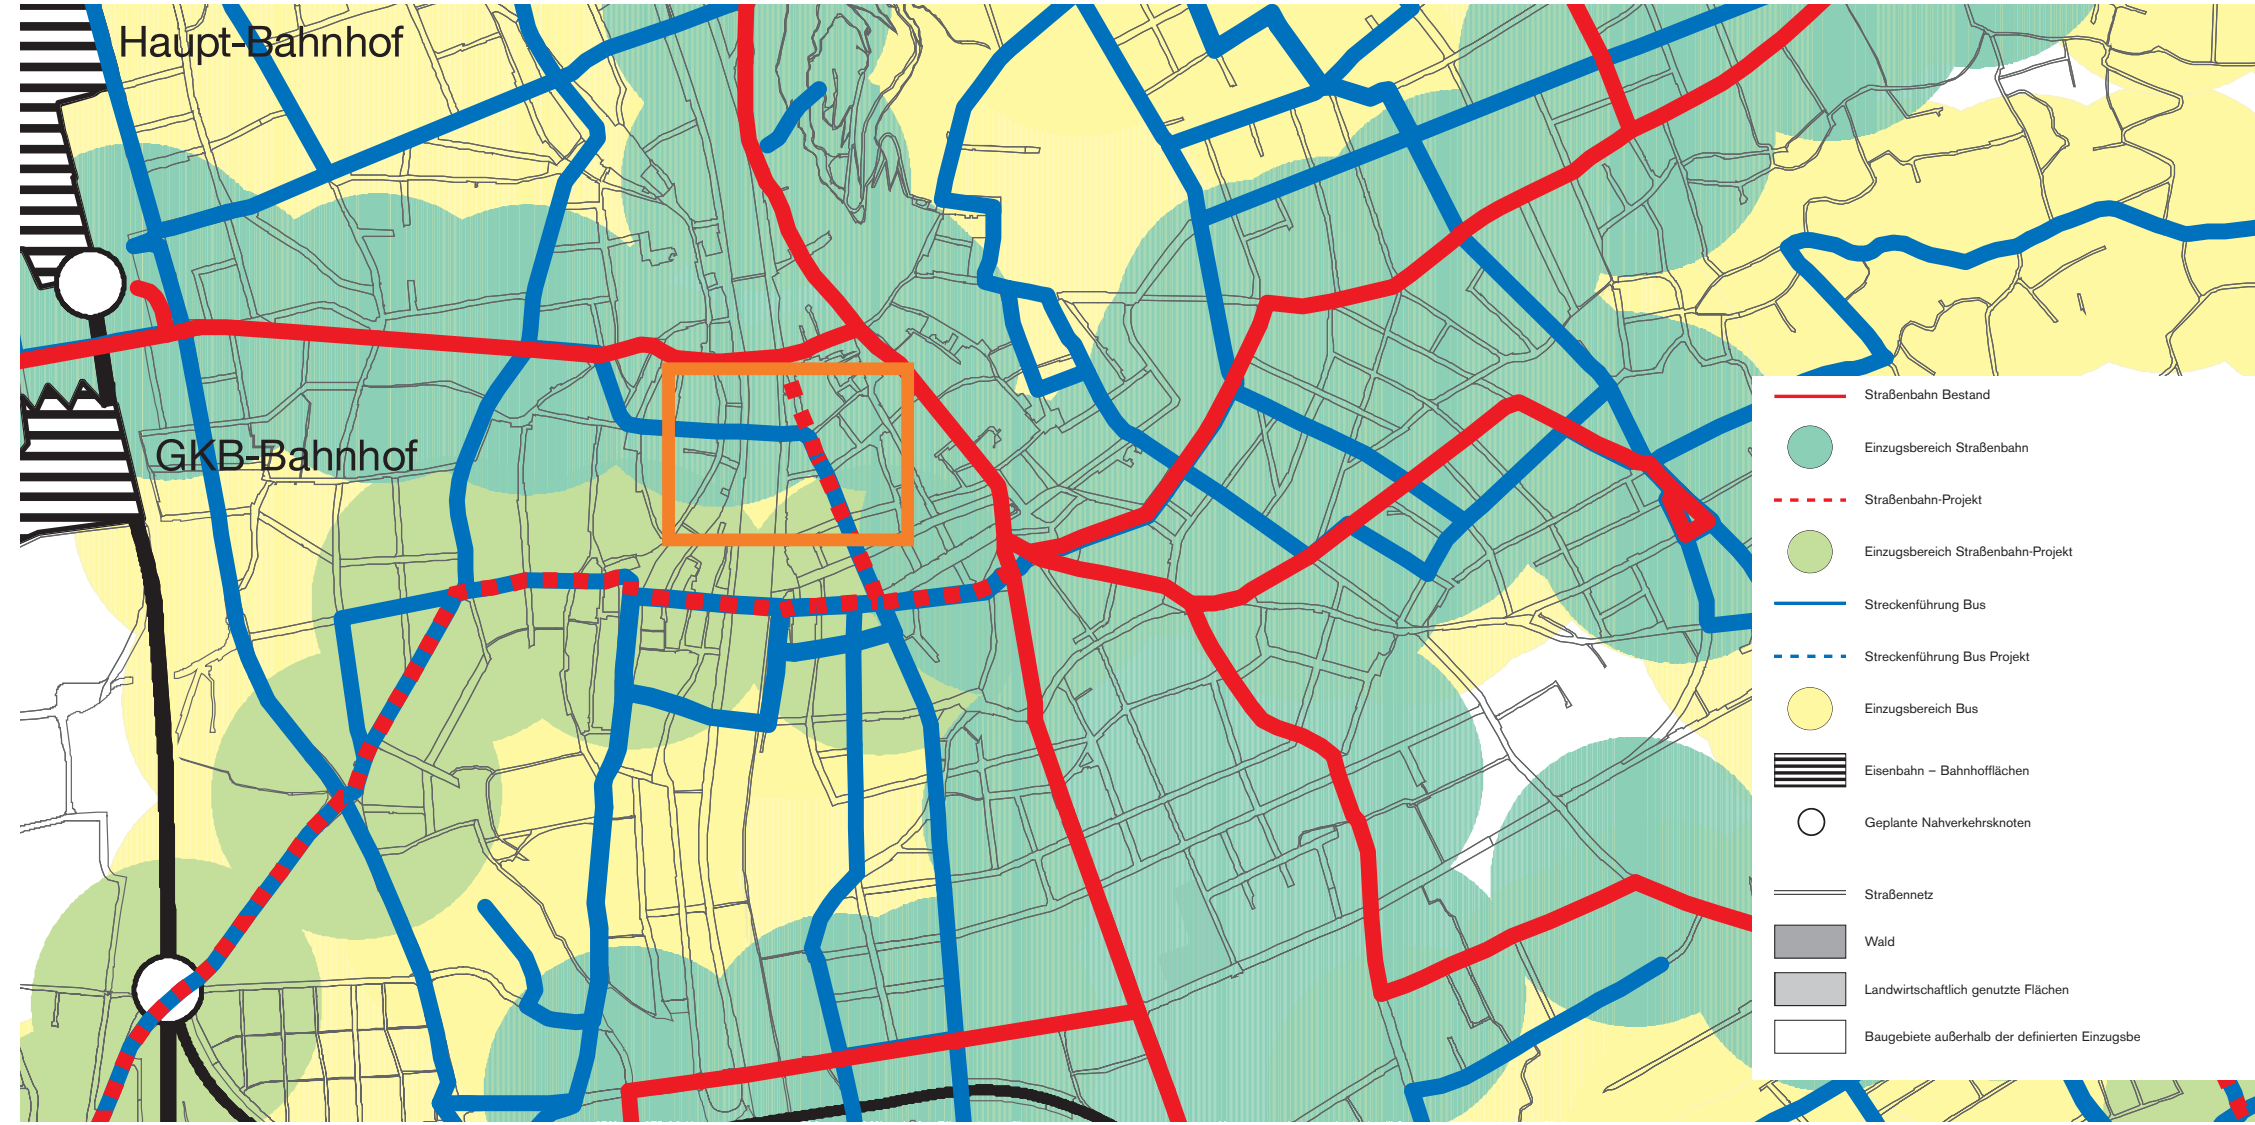 Haupt-Bahnhof
GKB-Bahnhof
Straßenbahn Bestand
Einzugsbereich Straßenbahn
Straßenbahn-Projekt
Einzugsbereich Straßenbahn-Projekt
Streckenführung Bus
Streckenführung Bus Projekt
Einzugsbereich Bus
Eisenbahn – Bahnhofflächen
Geplante Nahverkehrsknoten
Straßennetz
Wald
Landwirtschaftlich genutzte Flächen
Baugebiete außerhalb der definierten Einzugsbe